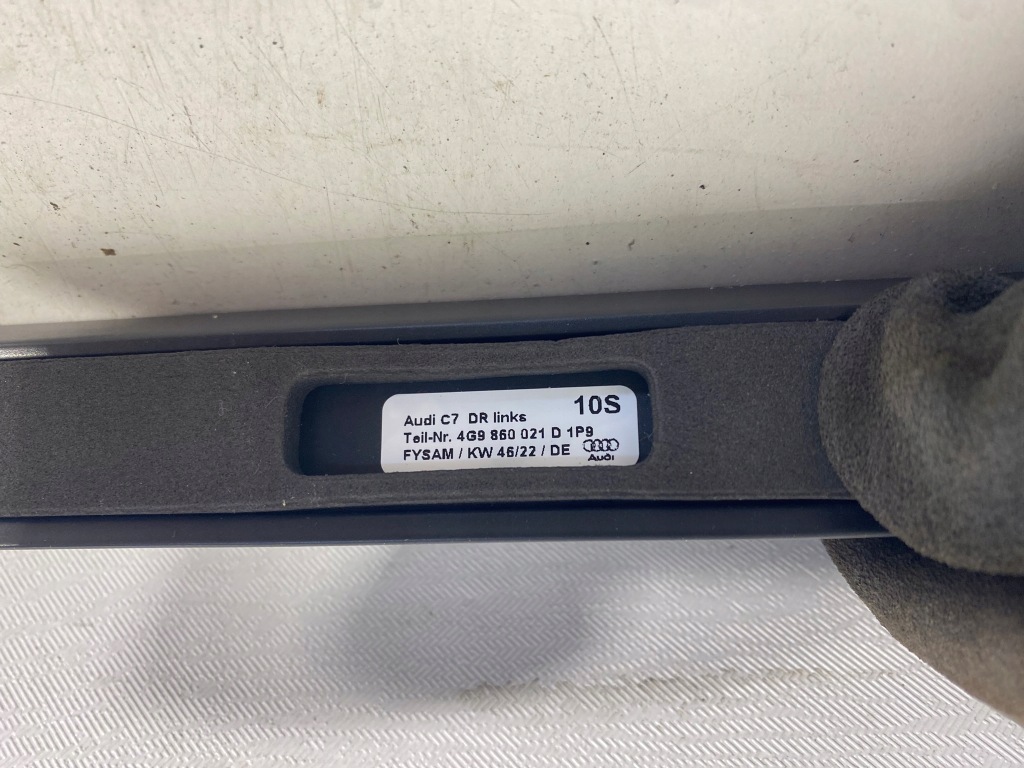 10S
Audi C7 DR links
Teil-Nr. 4G9 860 021 D 1P9
FYSAM / KW 46/22 / DE
Audi